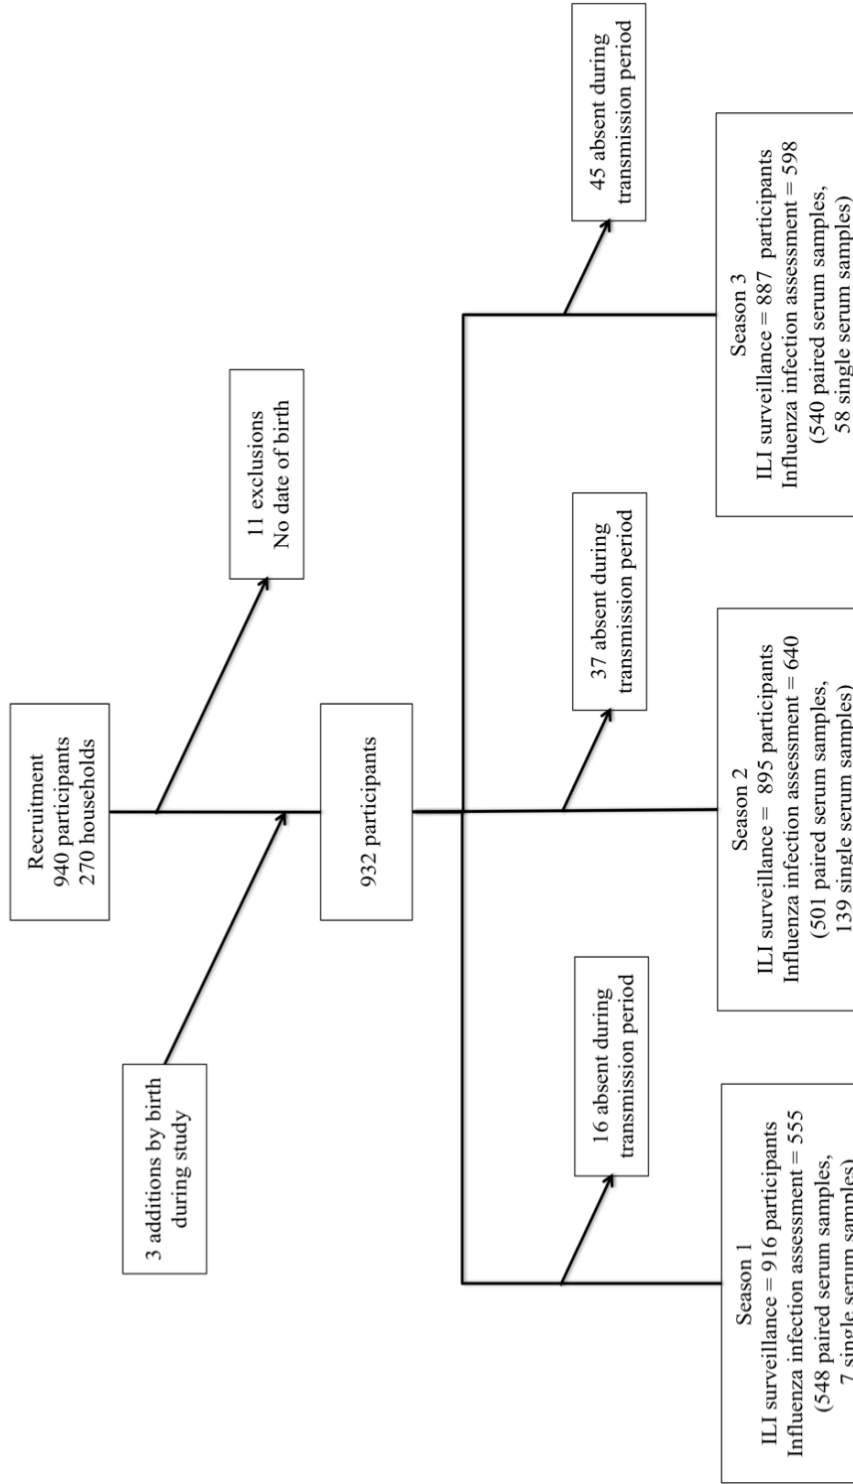 Recruitment
940 participants
270 households
3 additions by birth
during study
11 exclusions
No date of birth
932 participants
16 absent during
transmission period
37 absent during
transmission period
45 absent during
transmission period
Season 1
ILI surveillance = 916 participants
Influenza infection assessment = 555
(548 paired serum samples,
7 single serum samples)
Season 2
ILI surveillance = 895 participants
Influenza infection assessment = 640
(501 paired serum samples,
139 single serum samples)
Season 3
ILI surveillance = 887 participants
Influenza infection assessment = 598
(540 paired serum samples,
58 single serum samples)